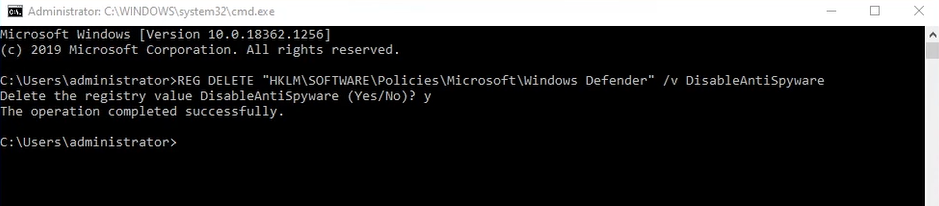 Administrator: C:\WINDOWS\system32\cmd.exe
Microsoft Windows [Version 10.0.18362.1256]
(c) 2019 Microsoft Corporation. All rights reserved.
C:\Users\administrator>REG DELETE "HKLM\SOFTWARE\Policies\Microsoft\Windows Defender" /v DisableAntiSpyware
Delete the registry value DisableAntiSpyware (Yes/No)? y
The operation completed successfully.
C:\Users\administrator>